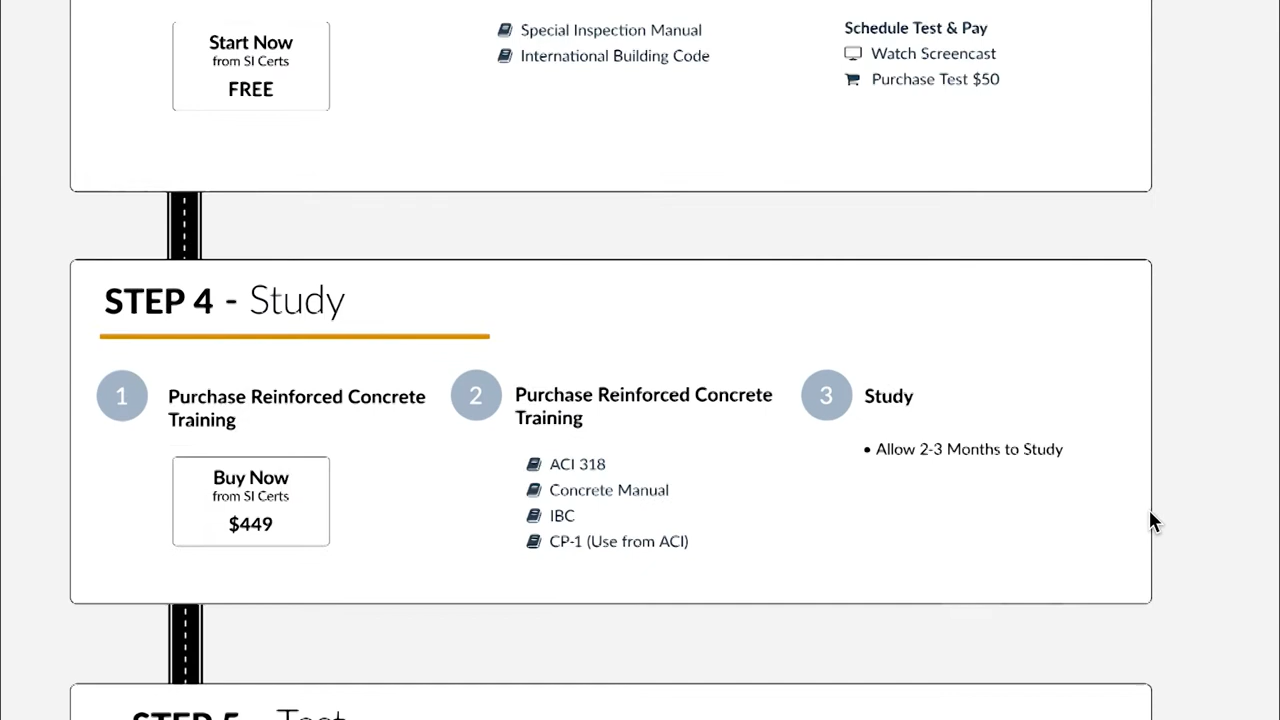 Start Now
from SI Certs
FREE
Special Inspection Manual
International Building Code
Schedule Test & Pay
Watch Screencast
Purchase Test $50
STEP 4 - Study
1
Purchase Reinforced Concrete
Training
Buy Now
from SI Certs
$449
2
Purchase Reinforced Concrete
Training
ACI 318
Concrete Manual
IBC
CP-1 (Use from ACI)
3
Study
• Allow 2-3 Months to Study
STEP 5 - Test